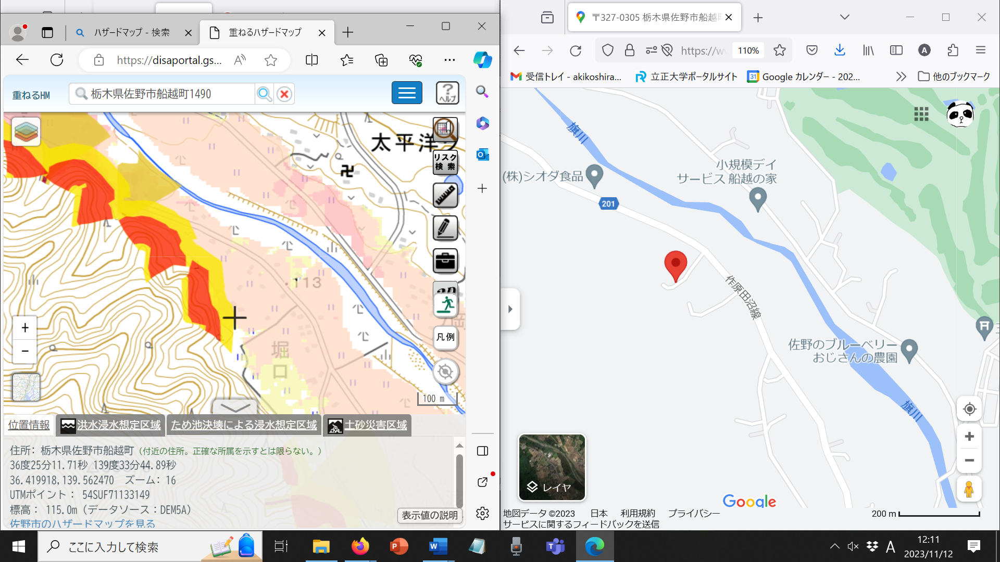 ハザードマップ - 検索
重ねるハザードマップ
https://disaportal.gs...
重ねるHM
栃木県佐野市船越町1490
ヘルプ
太平洋
リスク
検索
113
堀
口
凡例
+
−
100 m
位置情報
洪水浸水想定区域
ため池決壊による浸水想定区域
土砂災害区域
住所: 栃木県佐野市船越町 (付近の住所。正確な所属を示すとは限らない。)
36度25分11.71秒 139度33分44.89秒
36.419918,139.562470 ズーム: 16
UTMポイント: 54SUF71133149
標高: 115.0m (データソース:DEM5A)
佐野市のハザードマップを見る
表示値の説明
〒327-0305 栃木県佐野市船越
110%
受信トレイ - akikoshira...
立正大学ポータルサイト
31
Google カレンダー - 202...
他のブックマーク
A
旗川
小規模デイ
サービス 船越の家
(株)シオダ食品
201
作原田沼線
佐野のブルーベリー
おじさんの農園
旗川
レイヤ
Google
地図データ ©2023
日本
利用規約
プライバシー
200 m
サービスに関するフィードバックを送信
ここに入力して検索
A
12:11
2023/11/12